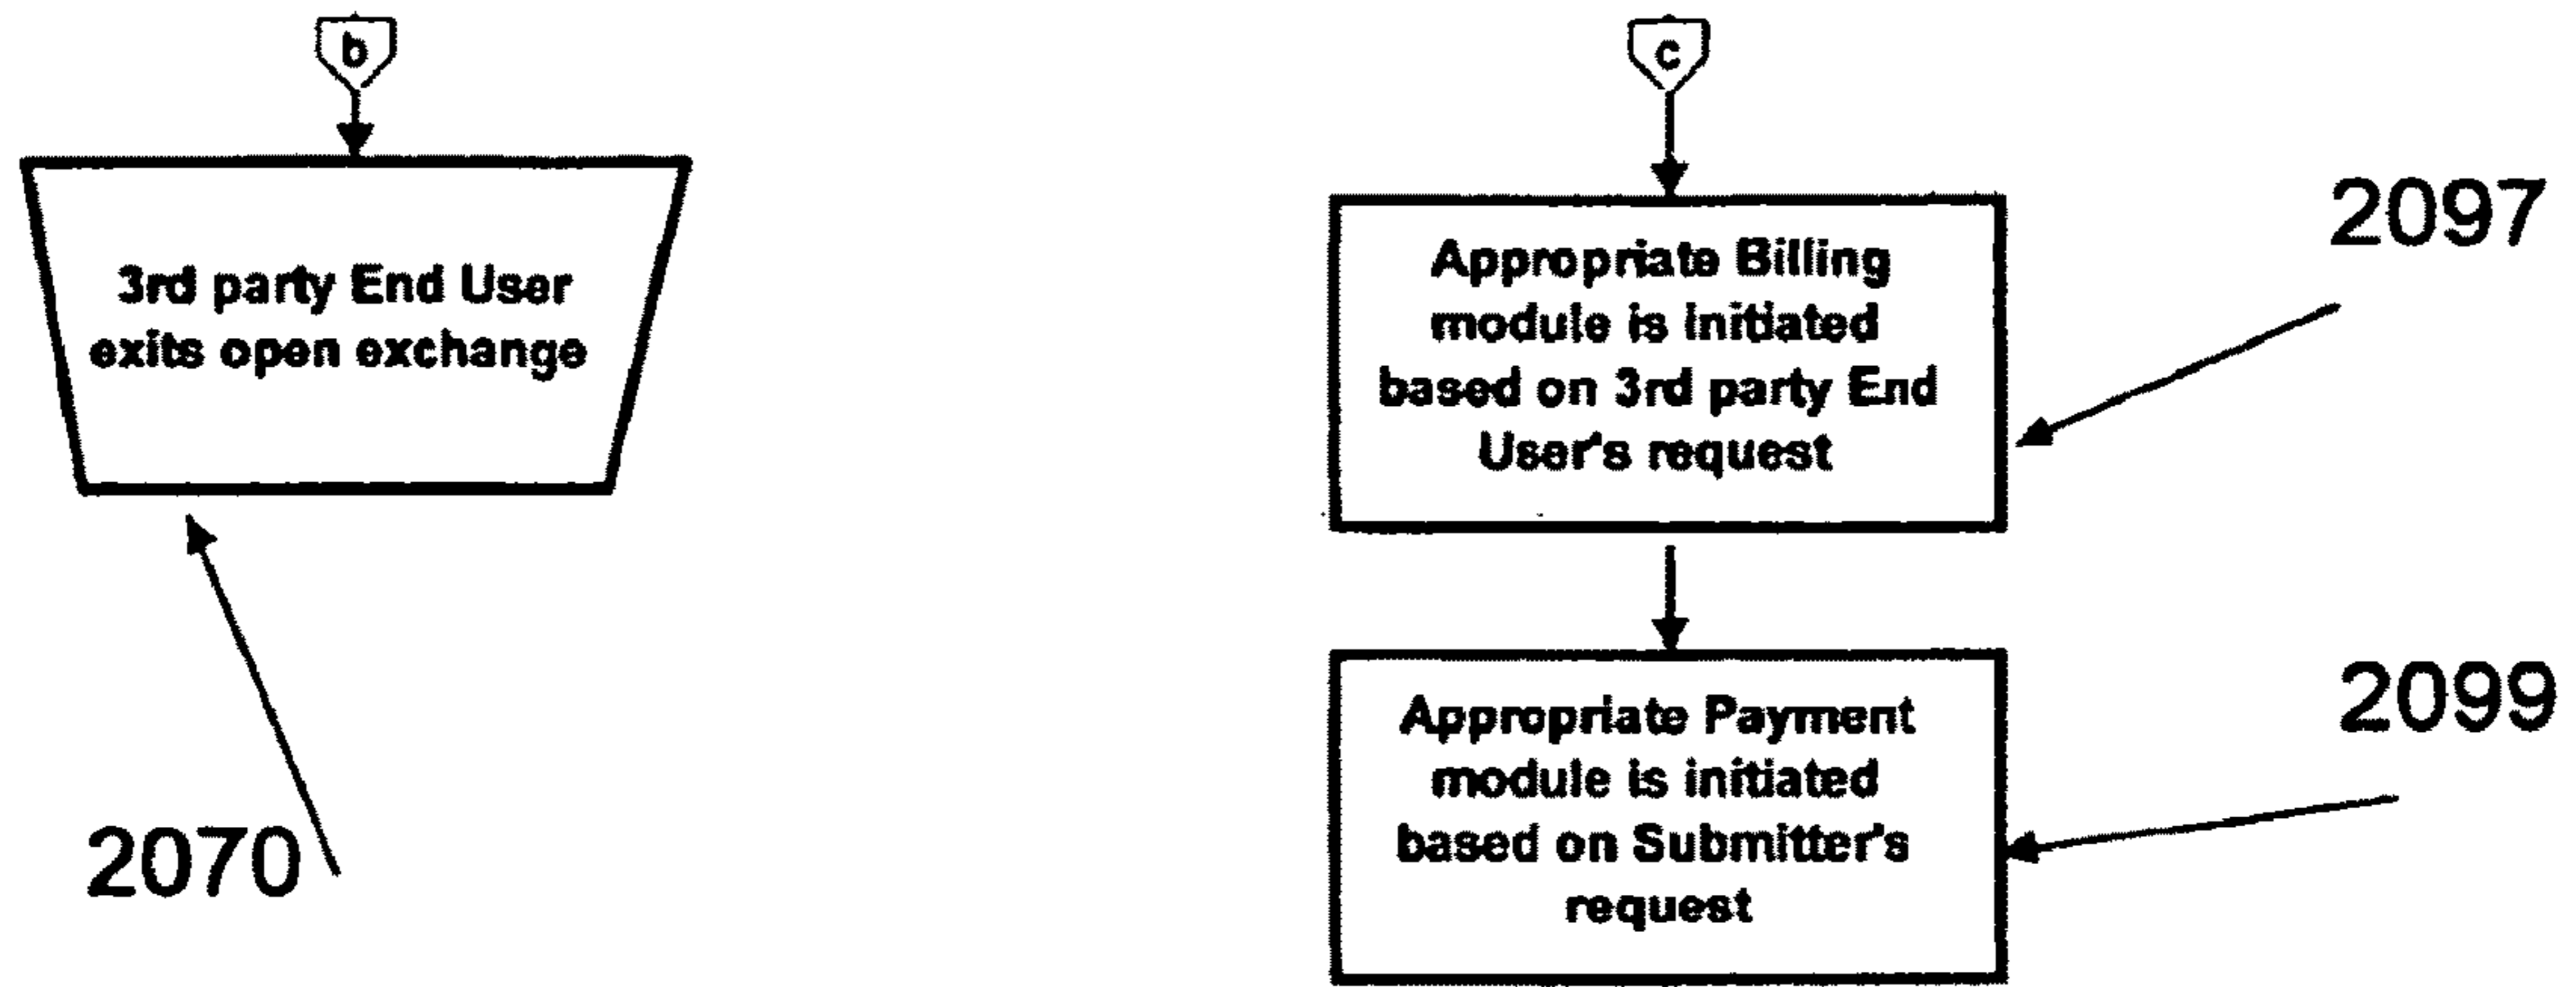 b
3rd party End User
exits open exchange
2070
c
Appropriate Billing
module is initiated
based on 3rd party End
User's request
2097
Appropriate Payment
module is initiated
based on Submitter's
request
2099